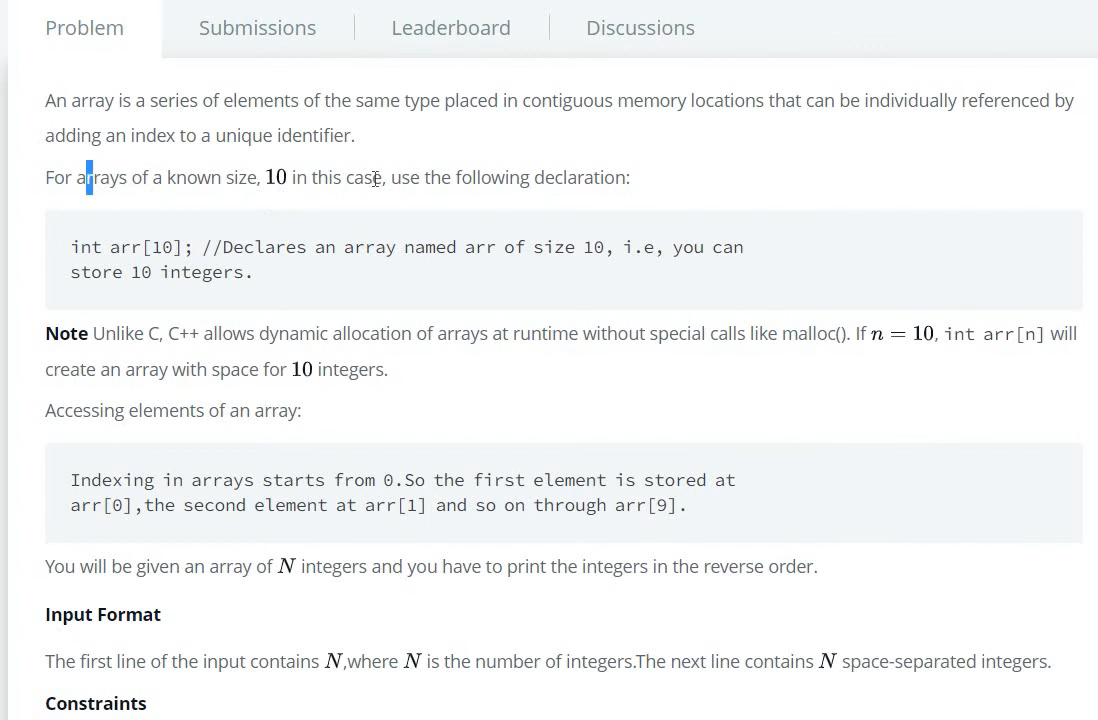 Problem
Submissions
Leaderboard
Discussions
An array is a series of elements of the same type placed in contiguous memory locations that can be individually referenced by
adding an index to a unique identifier.
For arrays of a known size, 10 in this case, use the following declaration:
int arr[10]; //Declares an array named arr of size 10, i.e, you can
store 10 integers.
Note Unlike C, C++ allows dynamic allocation of arrays at runtime without special calls like malloc(). If n = 10, int arr[n] will
create an array with space for 10 integers.
Accessing elements of an array:
Indexing in arrays starts from 0.So the first element is stored at
arr[0],the second element at arr[1] and so on through arr[9].
You will be given an array of N integers and you have to print the integers in the reverse order.
Input Format
The first line of the input contains N,where N is the number of integers.The next line contains N space-separated integers.
Constraints